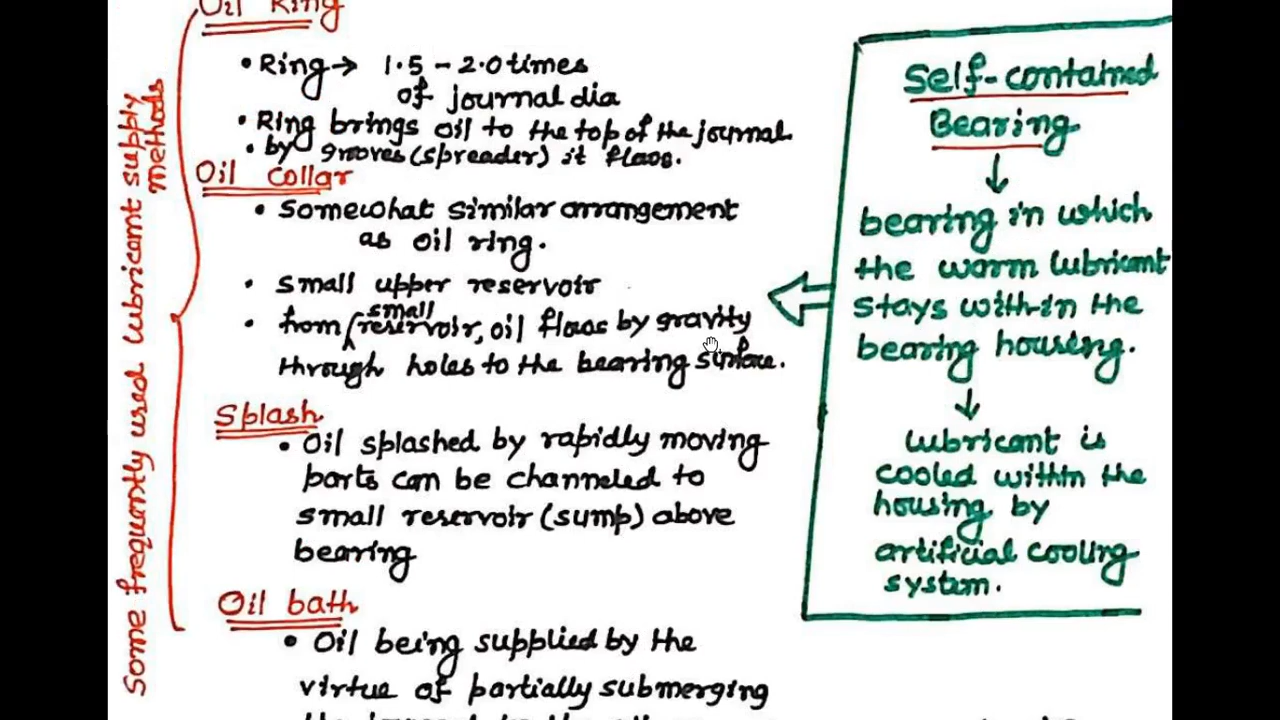 Some frequently used lubricant supply
methods
Oil Ring
• Ring → 1.5 - 2.0 times
of journal dia
• Ring brings oil to the top of the journal
• by grooves (spreader) it flows.
Oil collar
• Somewhat similar arrangement
as oil ring.
• Small upper reservoir
• from small reservoir, oil flows by gravity
through holes to the bearing surface.
Splash
• Oil splashed by rapidly moving
parts can be channeled to
small reservoir (sump) above
bearing
Oil bath
• Oil being supplied by the
virtue of partially submerging
Self-contained
Bearing
↓
bearing in which
the warm lubricant
stays within the
bearing housing.
↓
lubricant is
cooled within the
housing by
artificial cooling
system.